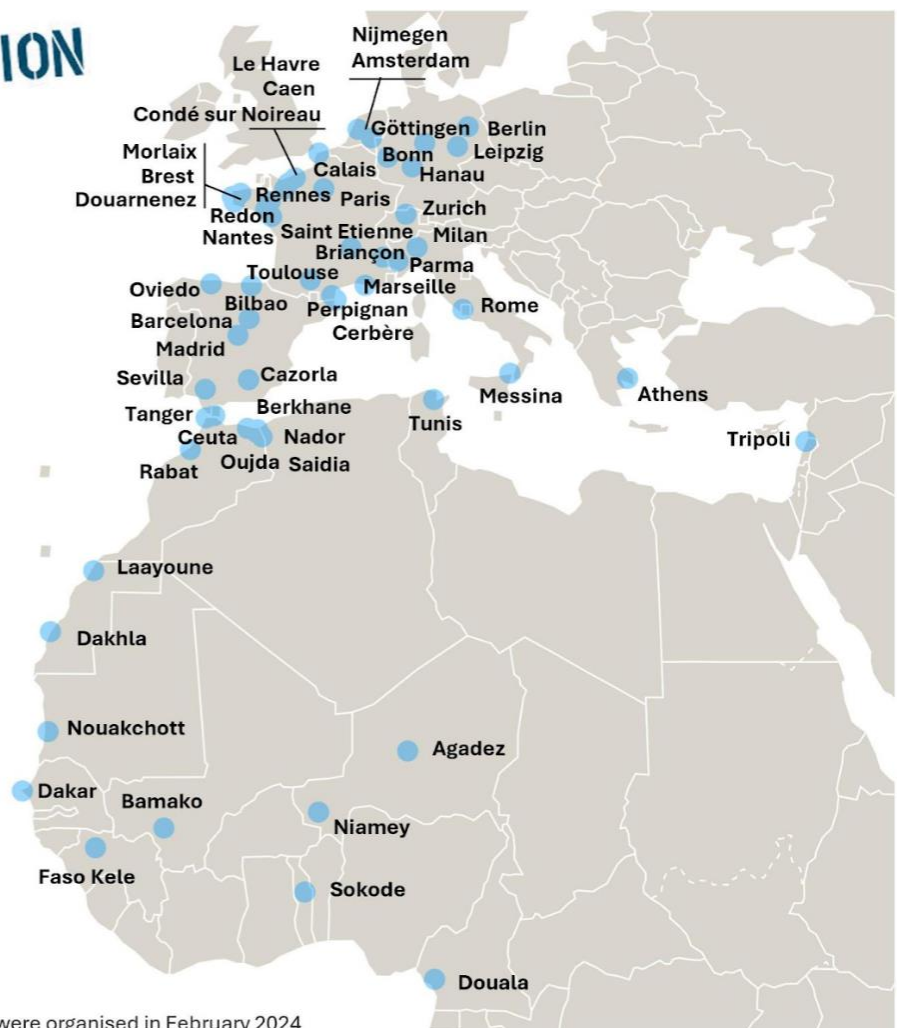 ION
Nijmegen
Amsterdam
Le Havre
Caen
Condé sur Noireau
Göttingen
Berlin
Morlaix
Brest
Douarnenez
Calais
Bonn
Leipzig
Hanau
Rennes
Paris
Redon
Nantes
Zurich
Saint Etienne
Milan
Briançon
Parma
Toulouse
Marseille
Oviedo
Bilbao
Perpignan
Cerbère
Rome
Barcelona
Madrid
Sevilla
Cazorla
Messina
Athens
Tanger
Berkhane
Tunis
Ceuta
Nador
Tripoli
Rabat
Oujda
Saidia
Laayoune
Dakhla
Nouakchott
Agadez
Dakar
Bamako
Niamey
Faso Kele
Sokode
Douala
were organised in February 2024